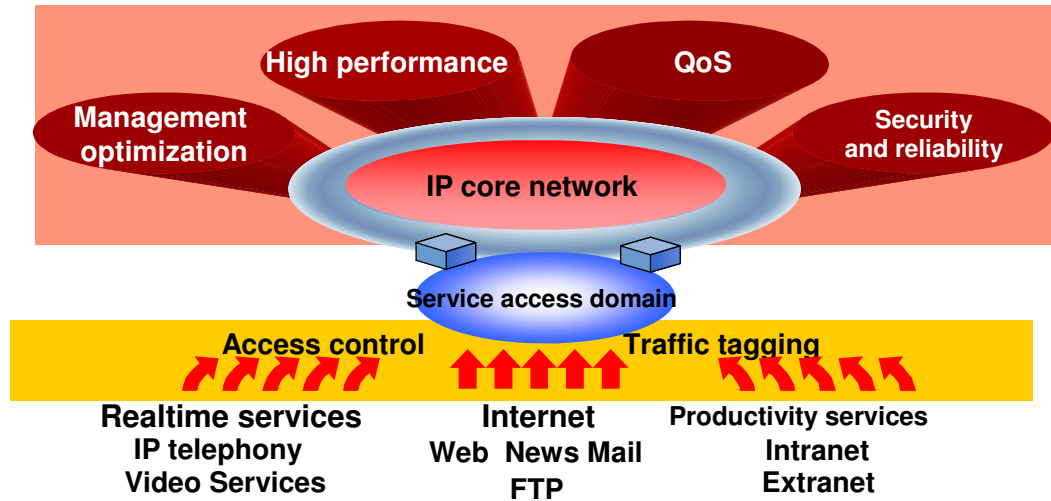 High performance
QoS
Management
optimization
Security
and reliability
IP core network
Service access domain
Access control
Traffic tagging
Realtime services
IP telephony
Video Services
Internet
Web News Mail
FTP
Productivity services
Intranet
Extranet